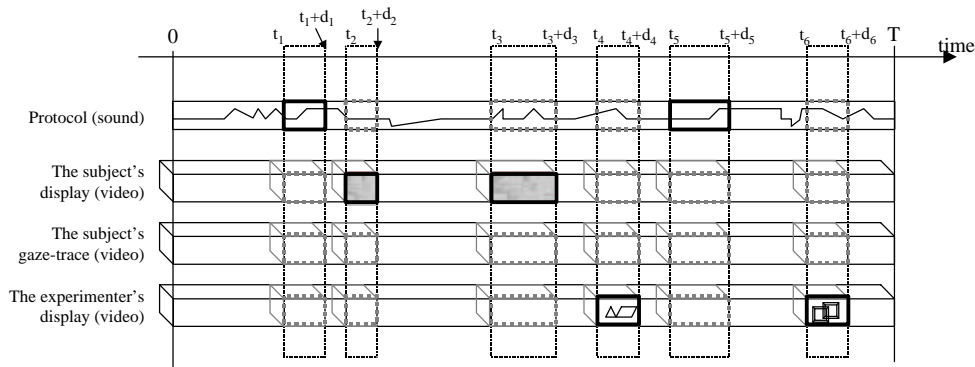 t₁+d₁
t₂+d₂
0
t₁
t₂
t₃
t₃+d₃
t₄
t₄+d₄
t₅
t₅+d₅
t₆
t₆+d₆
T
time
Protocol (sound)
The subject's
display (video)
The subject's
gaze-trace (video)
The experimenter's
display (video)